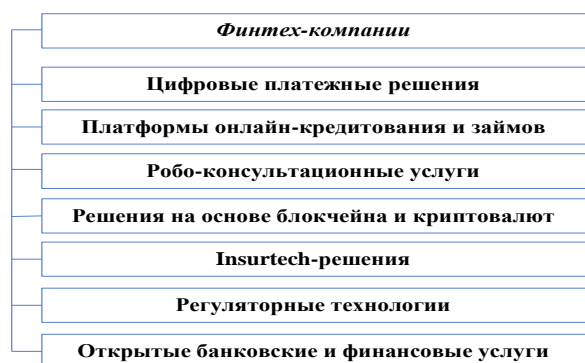 Финтех-компании
Цифровые платежные решения
Платформы онлайн-кредитования и займов
Робо-консультационные услуги
Решения на основе блокчейна и криптовалют
Insurtech-решения
Регуляторные технологии
Открытые банковские и финансовые услуги